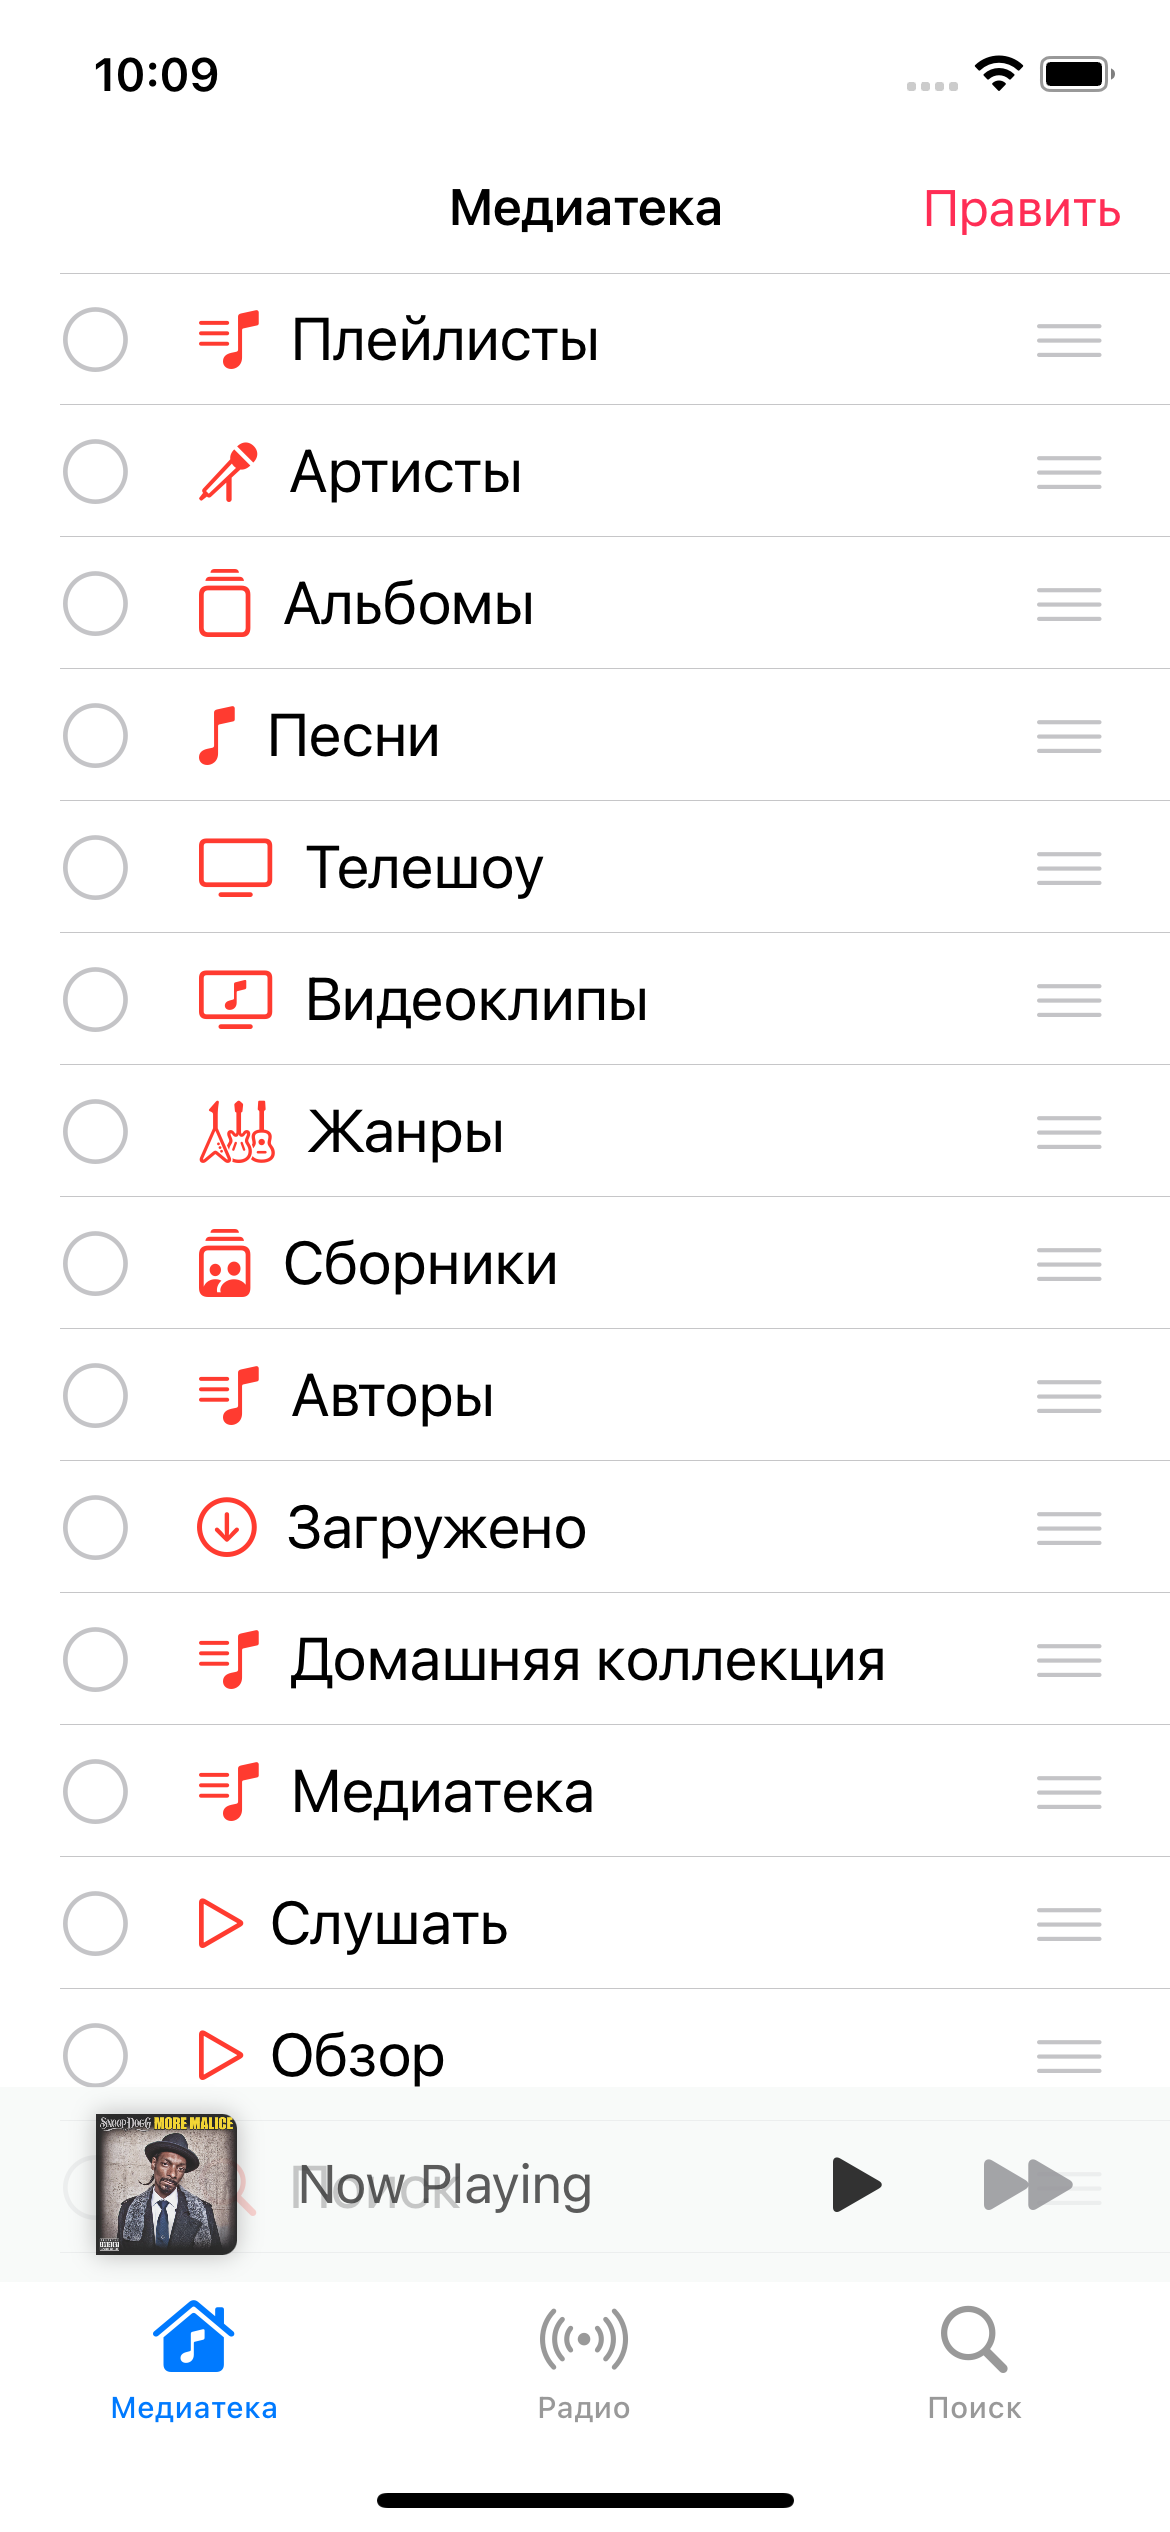 10:09
Медиатека
Править
Плейлисты
Артисты
Альбомы
Песни
Телешоу
Видеоклипы
Жанры
Сборники
Авторы
Загружено
Домашняя коллекция
Медиатека
Слушать
Обзор
SNOOP DOGG MORE MALICE
Поиск
Now Playing
Медиатека
Радио
Поиск